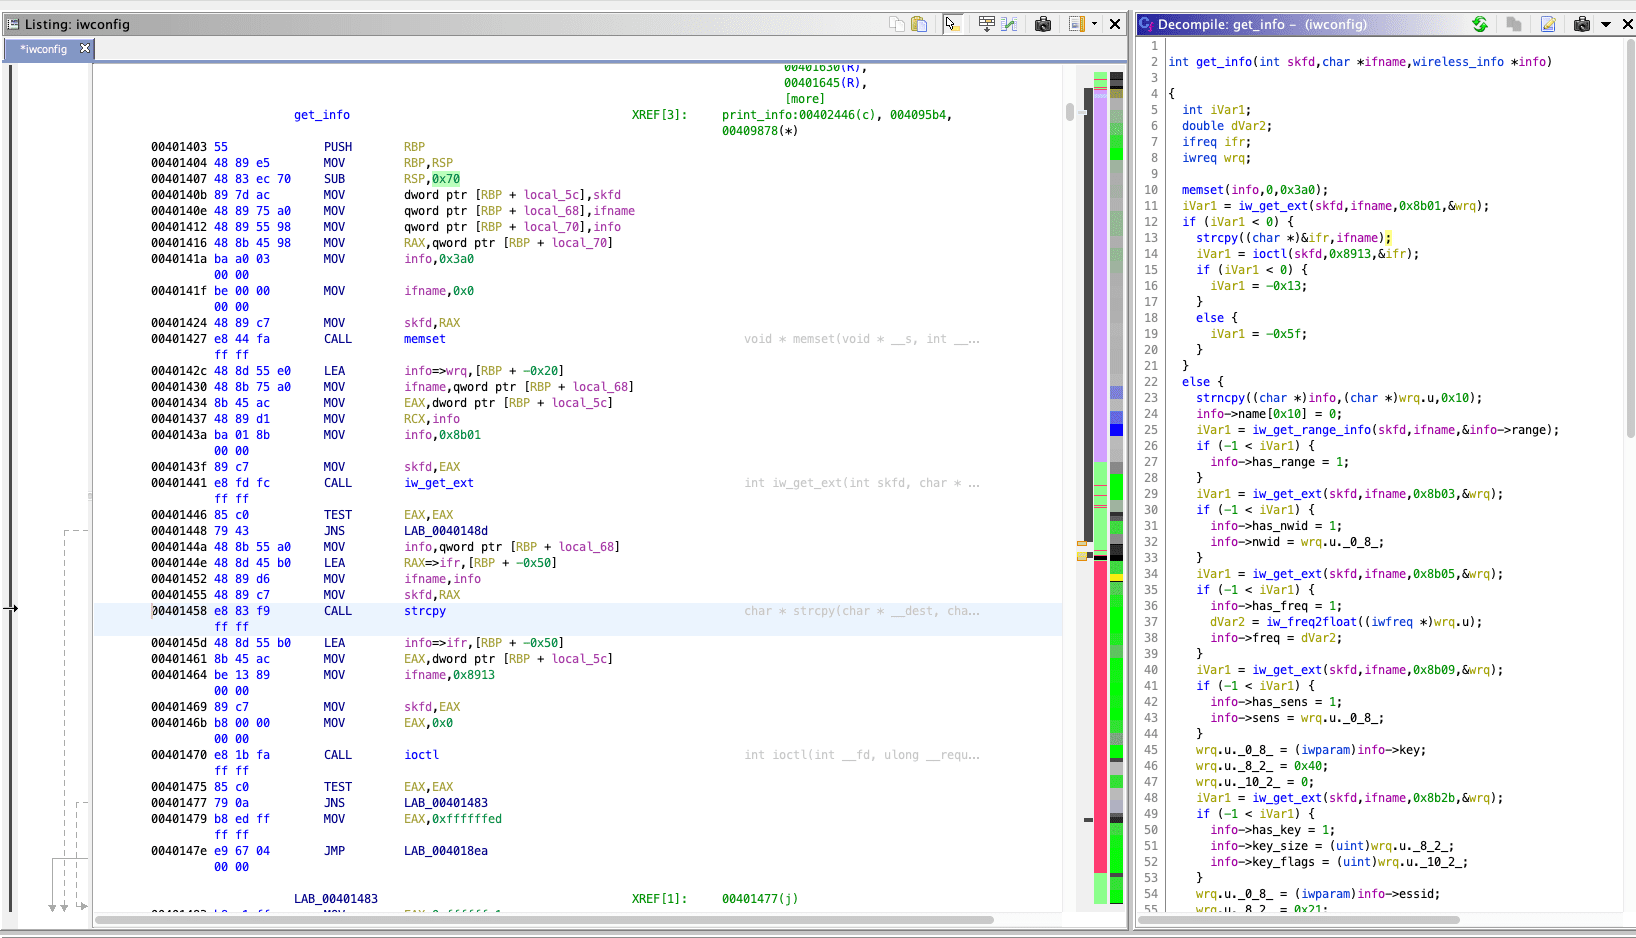 Listing: iwconfig
*iwconfig
00401630(R),
00401645(R),
[more]
get_info XREF[3]: print_info:00402446(c), 004095b4,
00409878(*)
00401403 55 PUSH RBP
00401404 48 89 e5 MOV RBP,RSP
00401407 48 83 ec 70 SUB RSP,0x70
0040140b 89 7d ac MOV dword ptr [RBP + local_5c],skfd
0040140e 48 89 75 a0 MOV qword ptr [RBP + local_68],ifname
00401412 48 89 55 98 MOV qword ptr [RBP + local_70],info
00401416 48 8b 45 98 MOV RAX,qword ptr [RBP + local_70]
0040141a ba a0 03 MOV info,0x3a0
00 00
0040141f be 00 00 MOV ifname,0x0
00 00
00401424 48 89 c7 MOV skfd,RAX
00401427 e8 44 fa CALL memset void * memset(void * __s, int __...
ff ff
0040142c 48 8d 55 e0 LEA info=>wrq,[RBP + -0x20]
00401430 48 8b 75 a0 MOV ifname,qword ptr [RBP + local_68]
00401434 8b 45 ac MOV EAX,dword ptr [RBP + local_5c]
00401437 48 89 d1 MOV RCX,info
0040143a ba 01 8b MOV info,0x8b01
00 00
0040143f 89 c7 MOV skfd,EAX
00401441 e8 fd fc CALL iw_get_ext int iw_get_ext(int skfd, char * ...
ff ff
00401446 85 c0 TEST EAX,EAX
00401448 79 43 JNS LAB_0040148d
0040144a 48 8b 55 a0 MOV info,qword ptr [RBP + local_68]
0040144e 48 8d 45 b0 LEA RAX=>ifr,[RBP + -0x50]
00401452 48 89 d6 MOV ifname,info
00401455 48 89 c7 MOV skfd,RAX
00401458 e8 83 f9 CALL strcpy char * strcpy(char * __dest, cha...
ff ff
0040145d 48 8d 55 b0 LEA info=>ifr,[RBP + -0x50]
00401461 8b 45 ac MOV EAX,dword ptr [RBP + local_5c]
00401464 be 13 89 MOV ifname,0x8913
00 00
00401469 89 c7 MOV skfd,EAX
0040146b b8 00 00 MOV EAX,0x0
00 00
00401470 e8 1b fa CALL ioctl int ioctl(int __fd, ulong __requ...
ff ff
00401475 85 c0 TEST EAX,EAX
00401477 79 0a JNS LAB_00401483
00401479 b8 ed ff MOV EAX,0xffffffed
ff ff
0040147e e9 67 04 JMP LAB_004018ea
00 00
LAB_00401483 XREF[1]: 00401477(j)
Decompile: get_info – (iwconfig)
1
2 int get_info(int skfd,char *ifname,wireless_info *info)
3
4 {
5 int iVar1;
6 double dVar2;
7 ifreq ifr;
8 iwreq wrq;
9
10 memset(info,0,0x3a0);
11 iVar1 = iw_get_ext(skfd,ifname,0x8b01,&wrq);
12 if (iVar1 < 0) {
13 strcpy((char *)&ifr,ifname);
14 iVar1 = ioctl(skfd,0x8913,&ifr);
15 if (iVar1 < 0) {
16 iVar1 = -0x13;
17 }
18 else {
19 iVar1 = -0x5f;
20 }
21 }
22 else {
23 strncpy((char *)info,(char *)wrq.u,0x10);
24 info->name[0x10] = 0;
25 iVar1 = iw_get_range_info(skfd,ifname,&info->range);
26 if (-1 < iVar1) {
27 info->has_range = 1;
28 }
29 iVar1 = iw_get_ext(skfd,ifname,0x8b03,&wrq);
30 if (-1 < iVar1) {
31 info->has_nwid = 1;
32 info->nwid = wrq.u._0_8_;
33 }
34 iVar1 = iw_get_ext(skfd,ifname,0x8b05,&wrq);
35 if (-1 < iVar1) {
36 info->has_freq = 1;
37 dVar2 = iw_freq2float((iwfreq *)wrq.u);
38 info->freq = dVar2;
39 }
40 iVar1 = iw_get_ext(skfd,ifname,0x8b09,&wrq);
41 if (-1 < iVar1) {
42 info->has_sens = 1;
43 info->sens = wrq.u._0_8_;
44 }
45 wrq.u._0_8_ = (iwparam)info->key;
46 wrq.u._8_2_ = 0x40;
47 wrq.u._10_2_ = 0;
48 iVar1 = iw_get_ext(skfd,ifname,0x8b2b,&wrq);
49 if (-1 < iVar1) {
50 info->has_key = 1;
51 info->key_size = (uint)wrq.u._8_2_;
52 info->key_flags = (uint)wrq.u._10_2_;
53 }
54 wrq.u._0_8_ = (iwparam)info->essid;
55 wrq.u._8_2_ = 0x21;